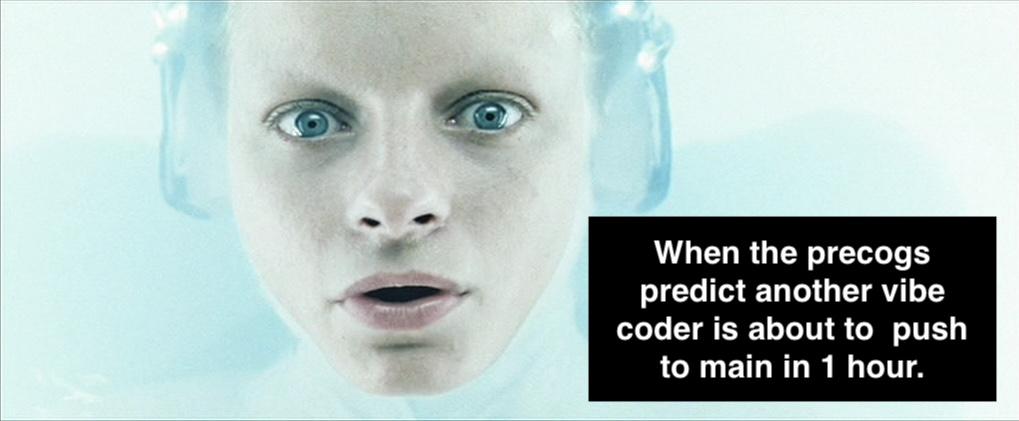 When the precogs
predict another vibe
coder is about to  push
to main in 1 hour.